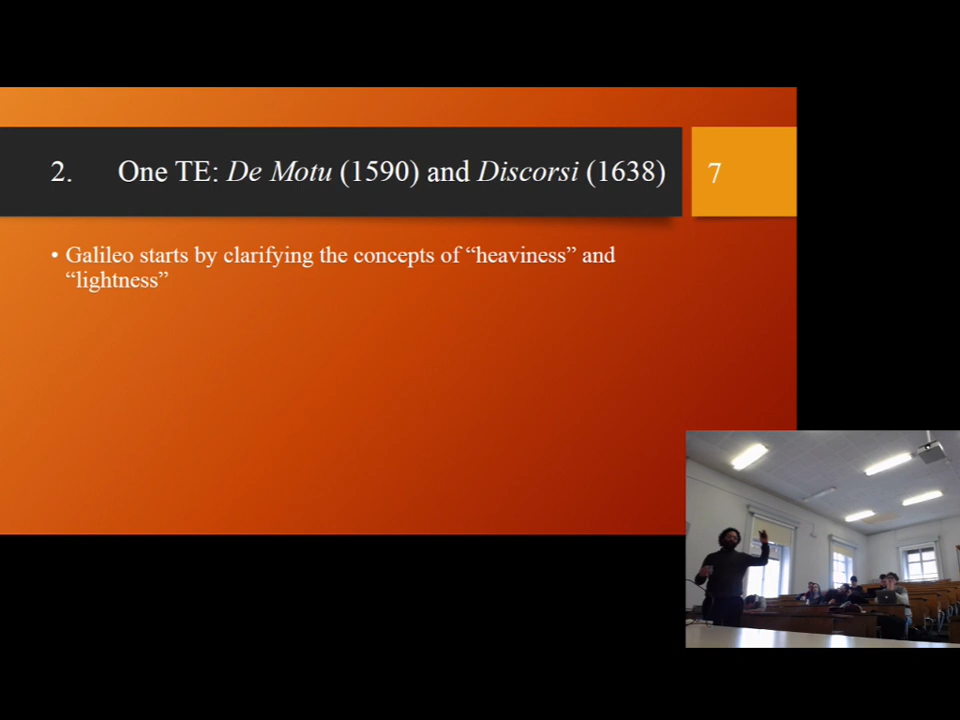 2. One TE: De Motu (1590) and Discorsi (1638)
7
• Galileo starts by clarifying the concepts of “heaviness” and
“lightness”